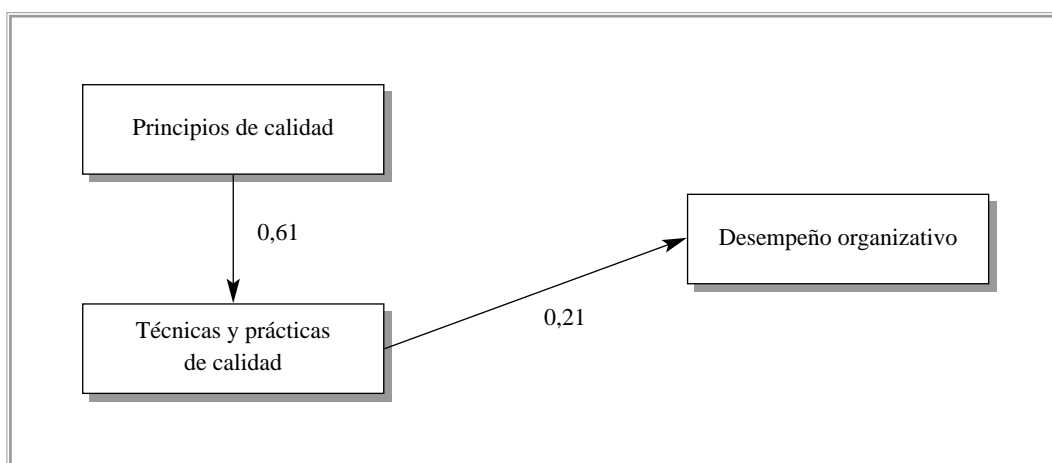 Principios de calidad
0,61
Desempeño organizativo
Técnicas y prácticas
de calidad
0,21